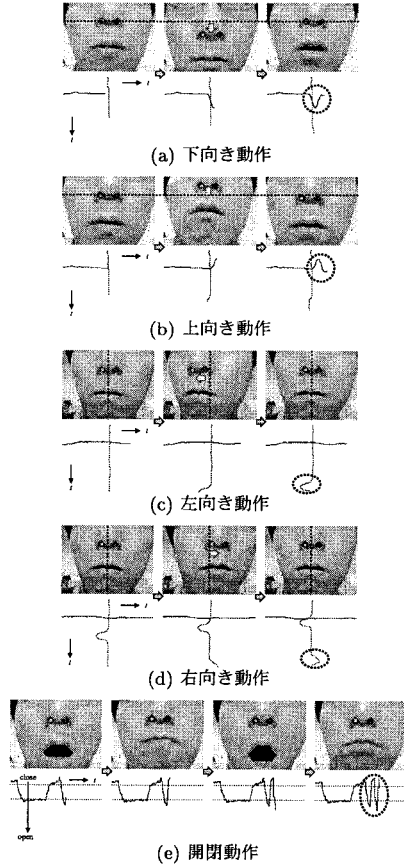 t
t
(a) 下向き動作
t
t
(b) 上向き動作
t
t
(c) 左向き動作
t
t
(d) 右向き動作
close
t
open
(e) 開閉動作